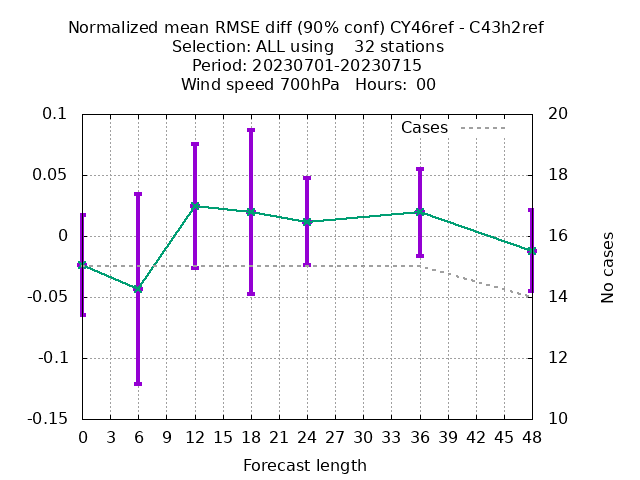 Normalized mean RMSE diff (90% conf) CY46ref - C43h2ref
Selection: ALL using    32 stations
Period: 20230701-20230715
Wind speed 700hPa   Hours:  00
0.1
20
Cases
0.05
18
0
16
No cases
-0.05
14
-0.1
12
-0.15
10
0 3 6 9 12 15 18 21 24 27 30 33 36 39 42 45 48
Forecast length